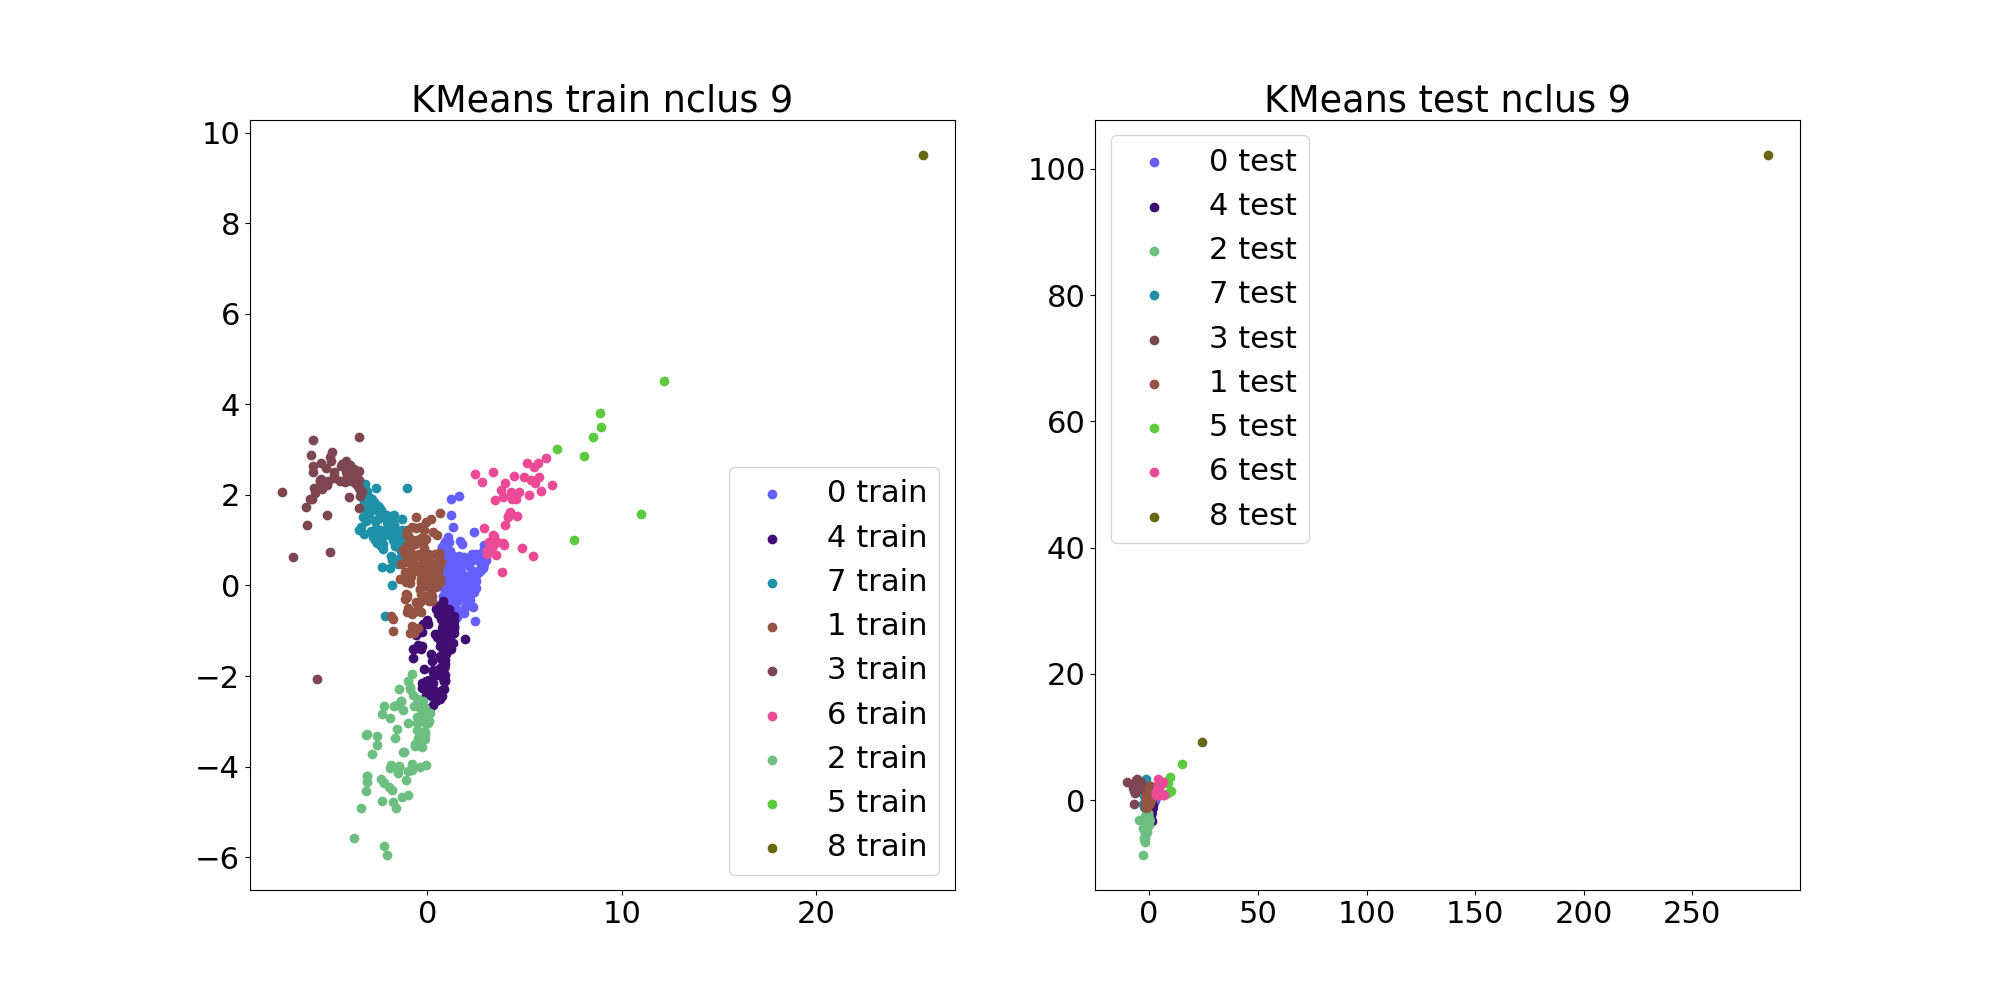 KMeans train nclus 9
10
8
6
4
2
0
−2
−4
−6
0
10
20
0 train
4 train
7 train
1 train
3 train
6 train
2 train
5 train
8 train
KMeans test nclus 9
100
80
60
40
20
0
0
50
100
150
200
250
0 test
4 test
2 test
7 test
3 test
1 test
5 test
6 test
8 test